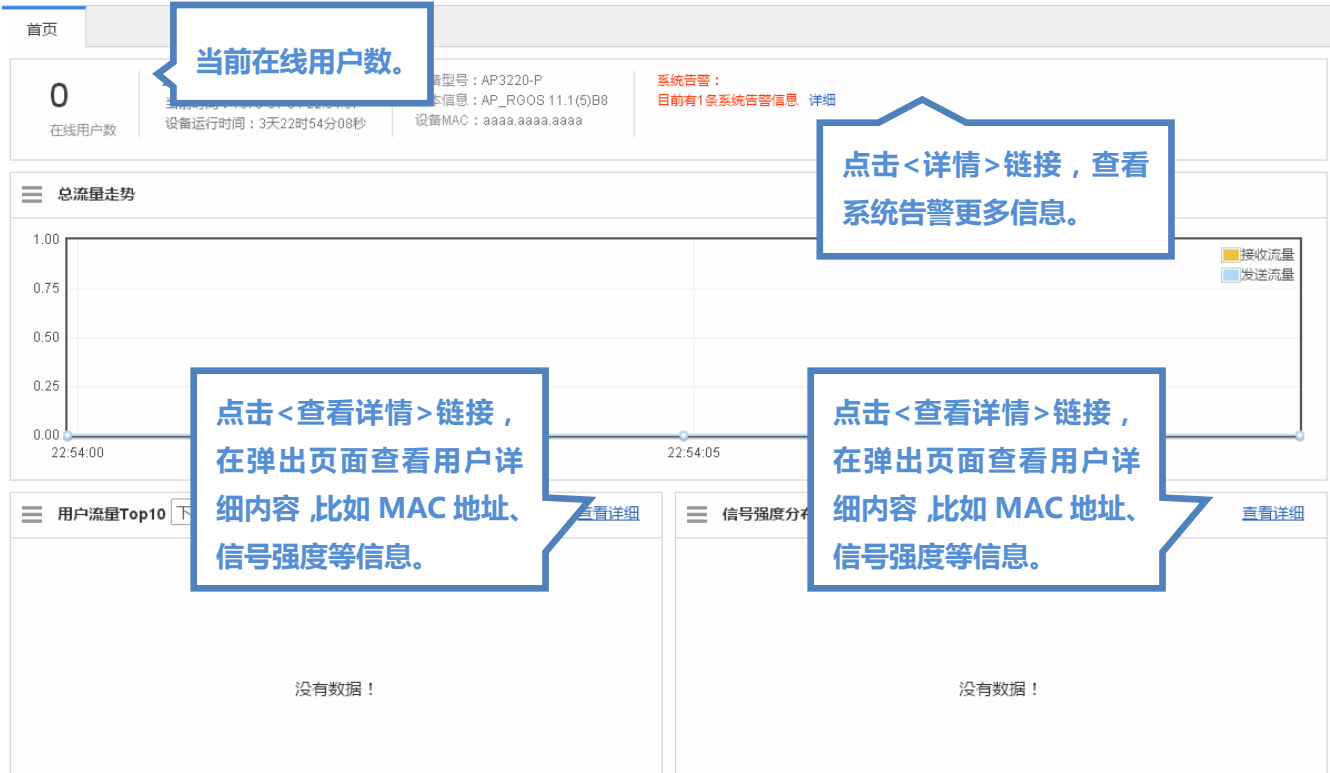 首页
当前在线用户数。
0
在线用户数
设备运行时间：3天22时54分08秒
备型号：AP3220-P
本信息：AP_RGOS 11.1(5)B8
设备MAC：aaaa.aaaa.aaaa
系统告警：
目前有1条系统告警信息 详细
点击<详情>链接，查看
系统告警更多信息。
总流量走势
1.00
0.75
0.50
0.25
0.00
接收流量
发送流量
22:54:00
22:54:05
点击<查看详情>链接，
在弹出页面查看用户详
细内容,比如 MAC 地址、
信号强度等信息。
点击<查看详情>链接，
在弹出页面查看用户详
细内容,比如 MAC 地址、
信号强度等信息。
用户流量Top10 下
查看详细
信号强度分布
查看详细
没有数据！
没有数据！